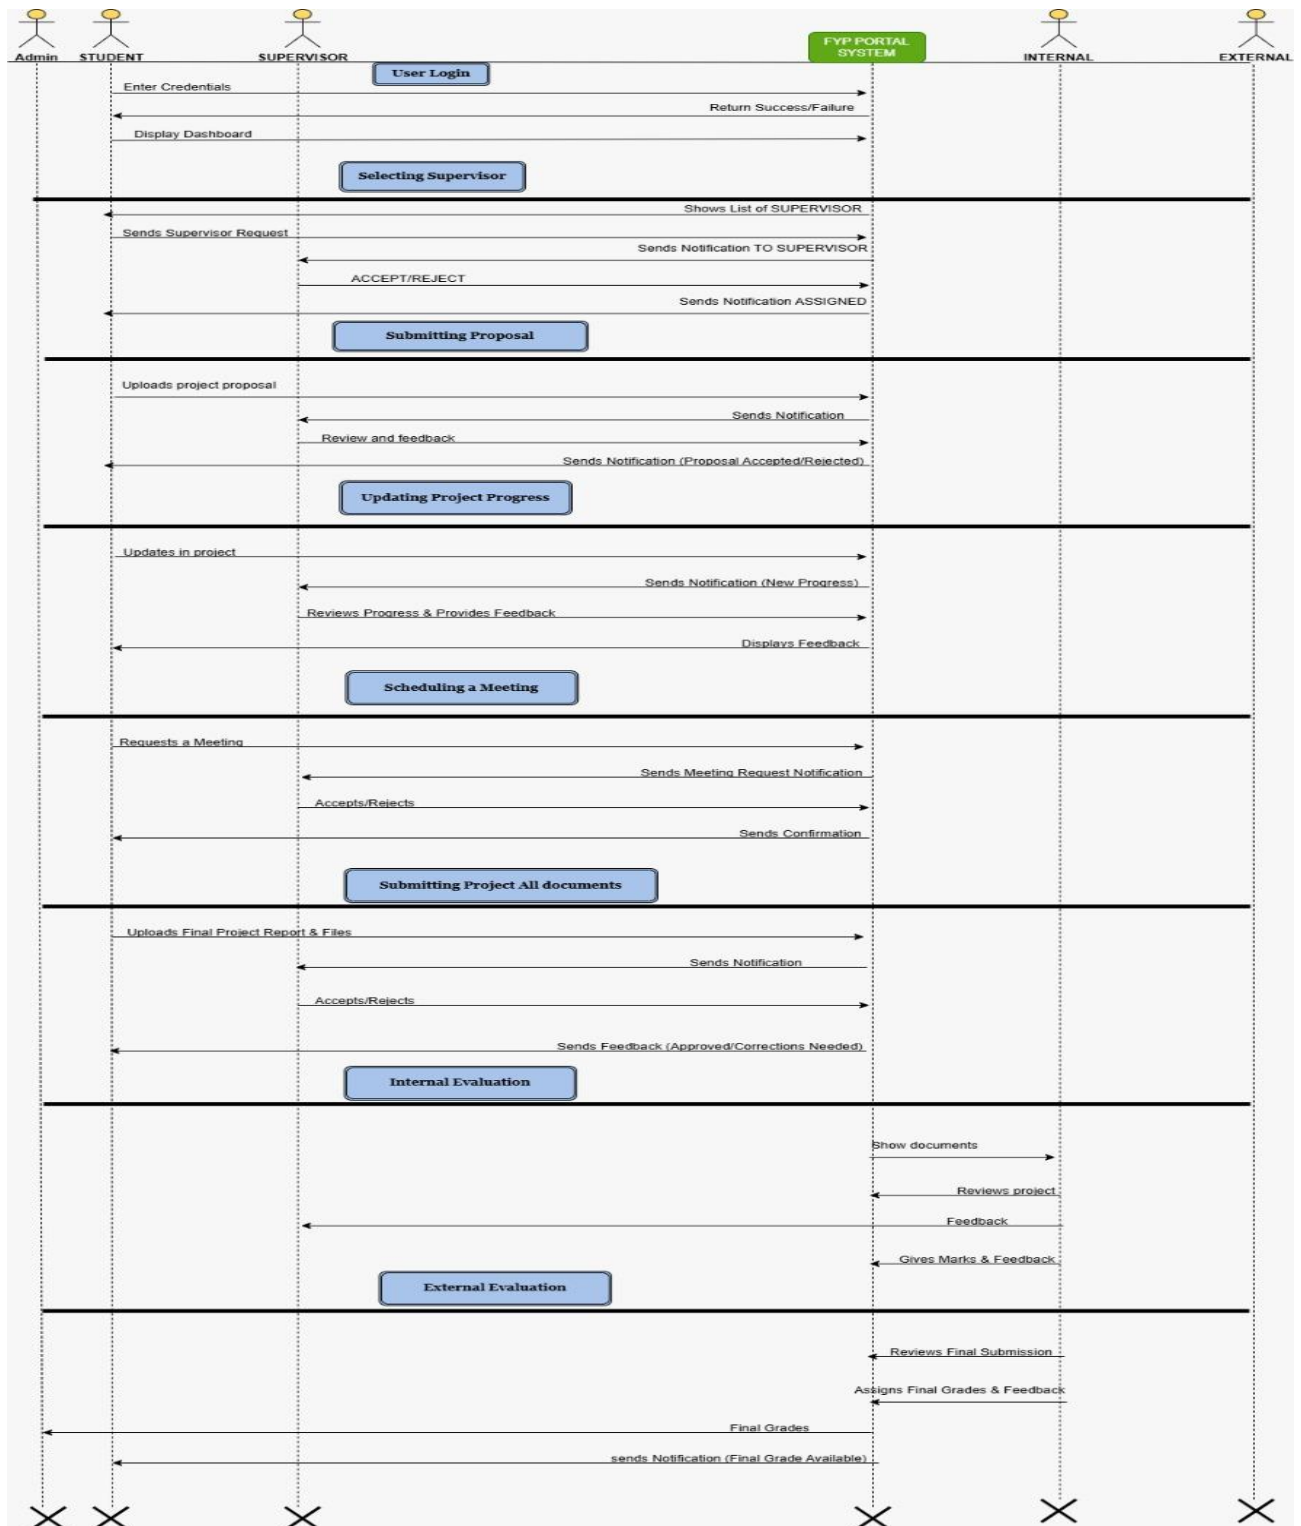 FYP PORTAL
SYSTEM
Admin STUDENT SUPERVISOR INTERNAL EXTERNAL
User Login
Enter Credentials
Return Success/Failure
Display Dashboard
Selecting Supervisor
Shows List of SUPERVISOR
Sends Supervisor Request
Sends Notification TO SUPERVISOR
ACCEPT/REJECT
Sends Notification ASSIGNED
Submitting Proposal
Uploads project proposal
Sends Notification
Review and feedback
Sends Notification (Proposal Accepted/Rejected)
Updating Project Progress
Updates in project
Sends Notification (New Progress)
Reviews Progress & Provides Feedback
Displays Feedback
Scheduling a Meeting
Requests a Meeting
Sends Meeting Request Notification
Accepts/Rejects
Sends Confirmation
Submitting Project All documents
Uploads Final Project Report & Files
Sends Notification
Accepts/Rejects
Sends Feedback (Approved/Corrections Needed)
Internal Evaluation
Show documents
Reviews project
Feedback
Gives Marks & Feedback
External Evaluation
Reviews Final Submission
Assigns Final Grades & Feedback
Final Grades
sends Notification (Final Grade Available)